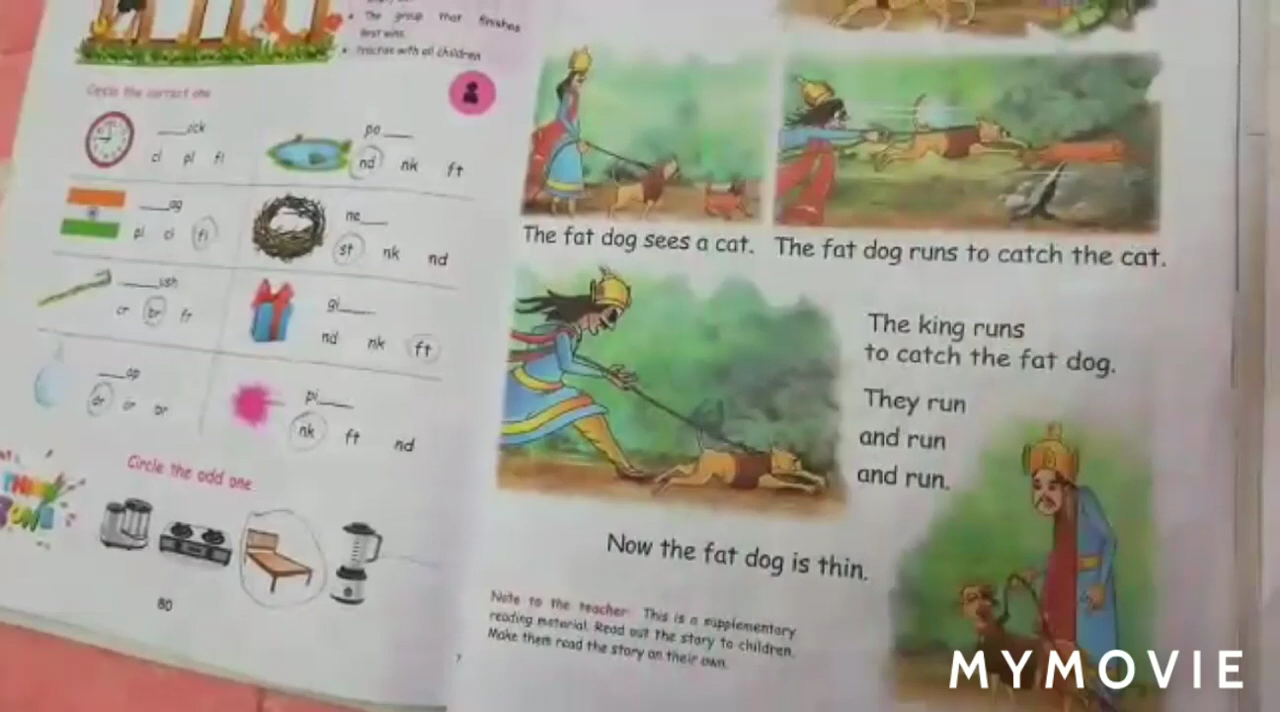 The group that finishes
first wins.
Practise with all children
Circle the correct one
___ock
cl pl fl
po___
nd nk ft
___ag
pl cl fl
ne___
st nk nd
___ush
cr br fr
gi___
nd nk ft
___op
dr cr br
pi___
nk ft nd
Circle the odd one
80
The fat dog sees a cat.
The fat dog runs to catch the cat.
The king runs
to catch the fat dog.
They run
and run
and run.
Now the fat dog is thin.
Note to the teacher: This is a supplementary
reading material. Read out the story to children.
Make them read the story on their own.
MYMOVIE